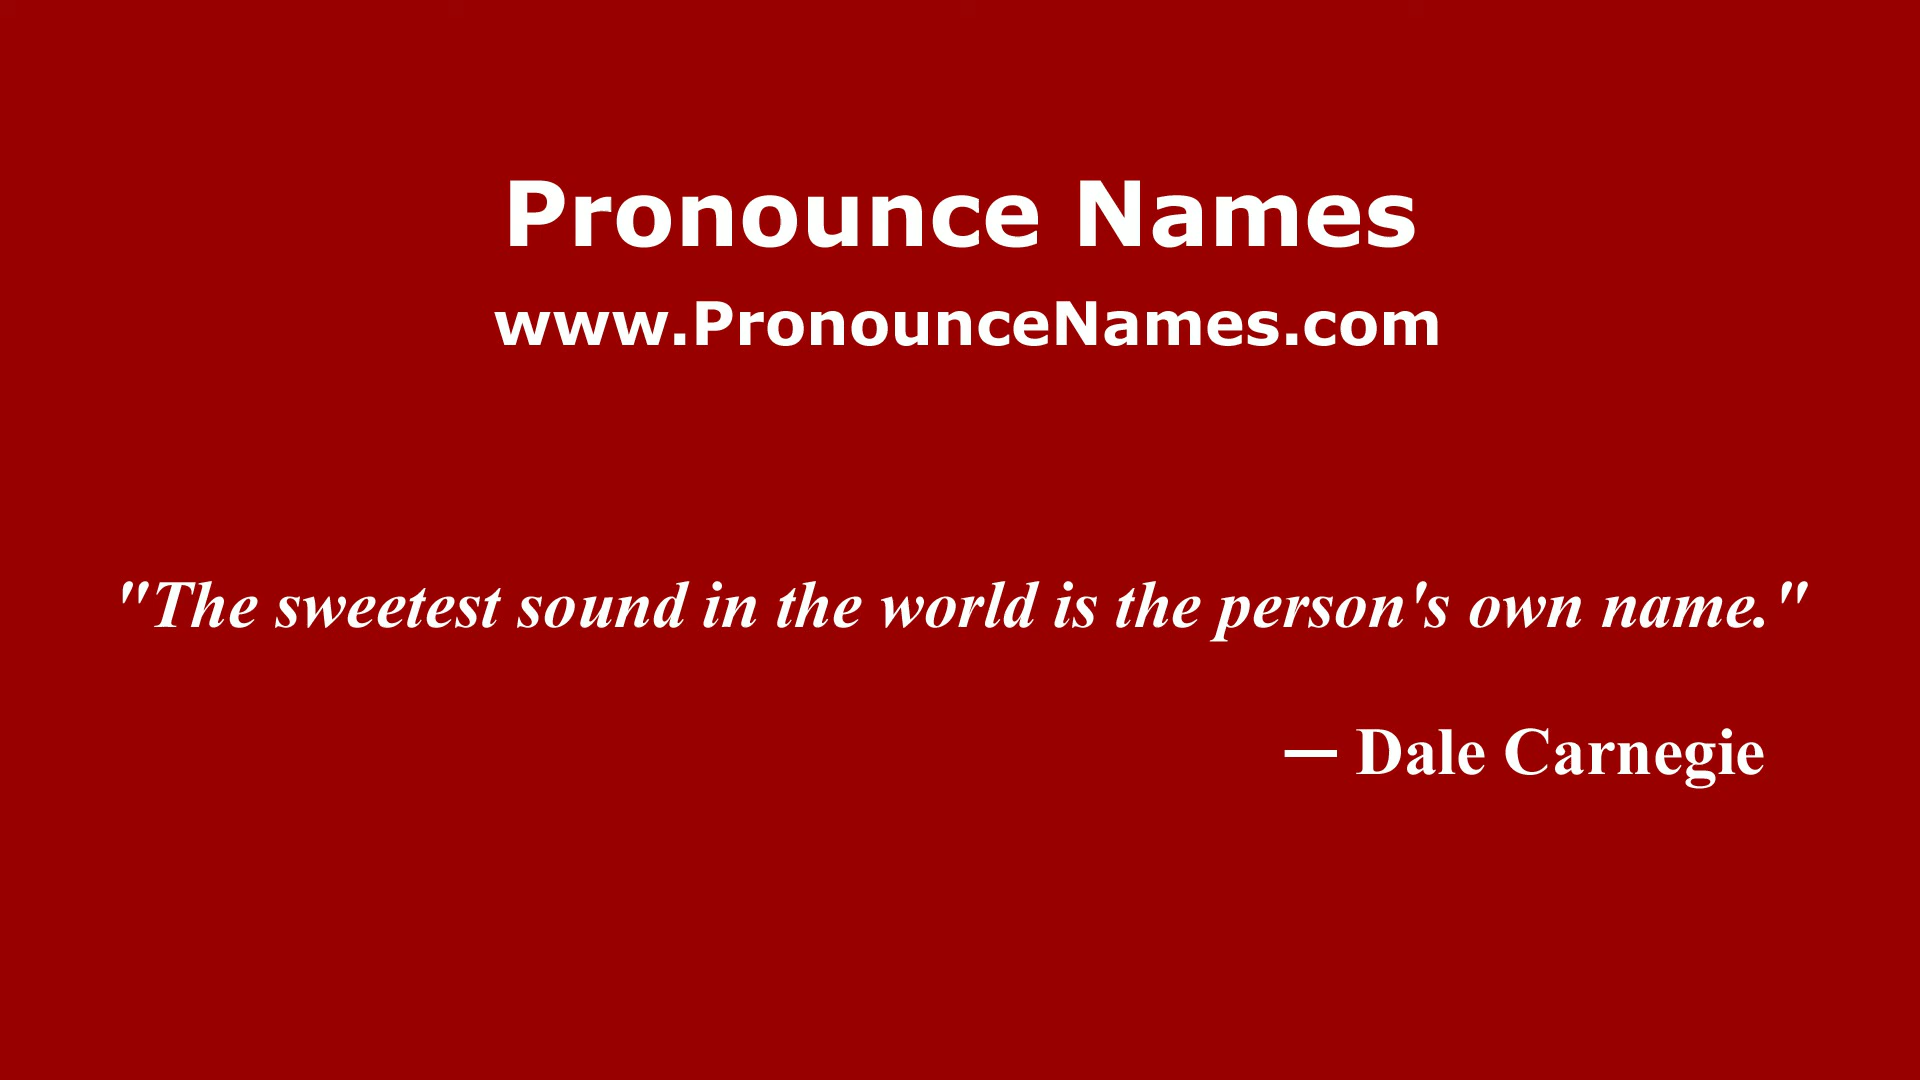 Pronounce Names
www.PronounceNames.com
"The sweetest sound in the world is the person's own name."
— Dale Carnegie